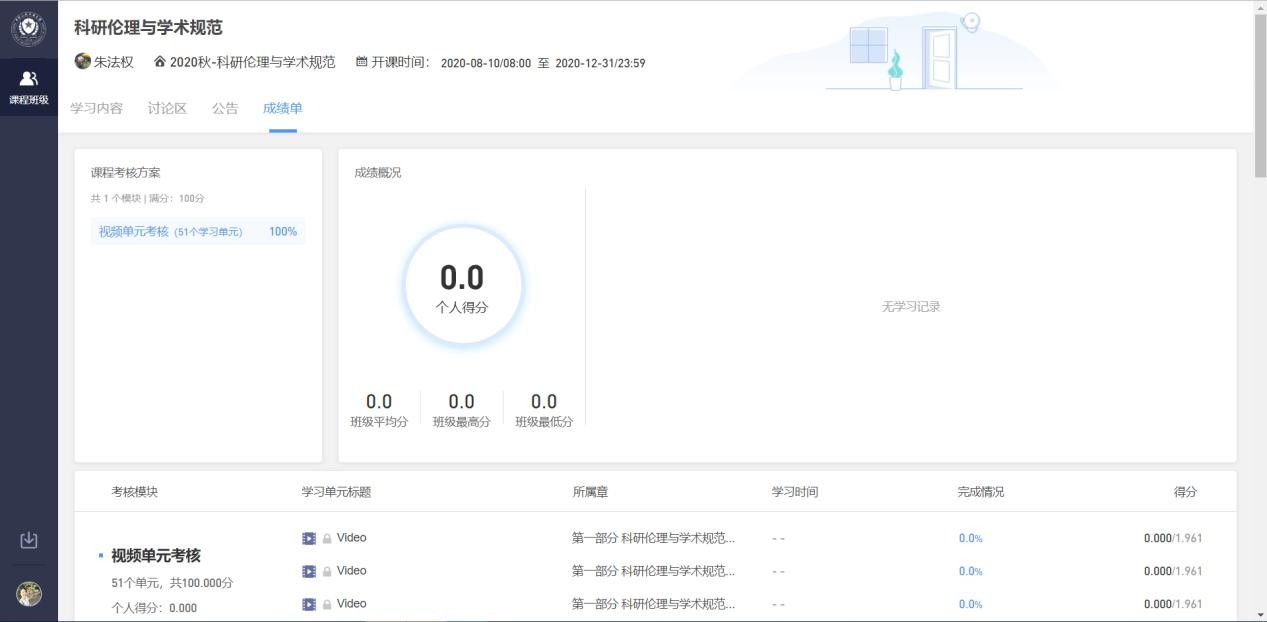 科研伦理与学术规范
朱法权 2020秋-科研伦理与学术规范 开课时间： 2020-08-10/08:00 至 2020-12-31/23:59
课程班级
学习内容 讨论区 公告 成绩单
课程考核方案
共 1 个模块 | 满分：100分
视频单元考核 (51个学习单元) 100%
成绩概况
0.0
个人得分
无学习记录
0.0 0.0 0.0
班级平均分 班级最高分 班级最低分
考核模块 学习单元标题 所属章 学习时间 完成情况 得分
Video 第一部分 科研伦理与学术规范... - - 0.0% 0.000/1.961
视频单元考核
Video 第一部分 科研伦理与学术规范... - - 0.0% 0.000/1.961
51个单元，共100.000分
Video 第一部分 科研伦理与学术规范... - - 0.0% 0.000/1.961
个人得分：0.000